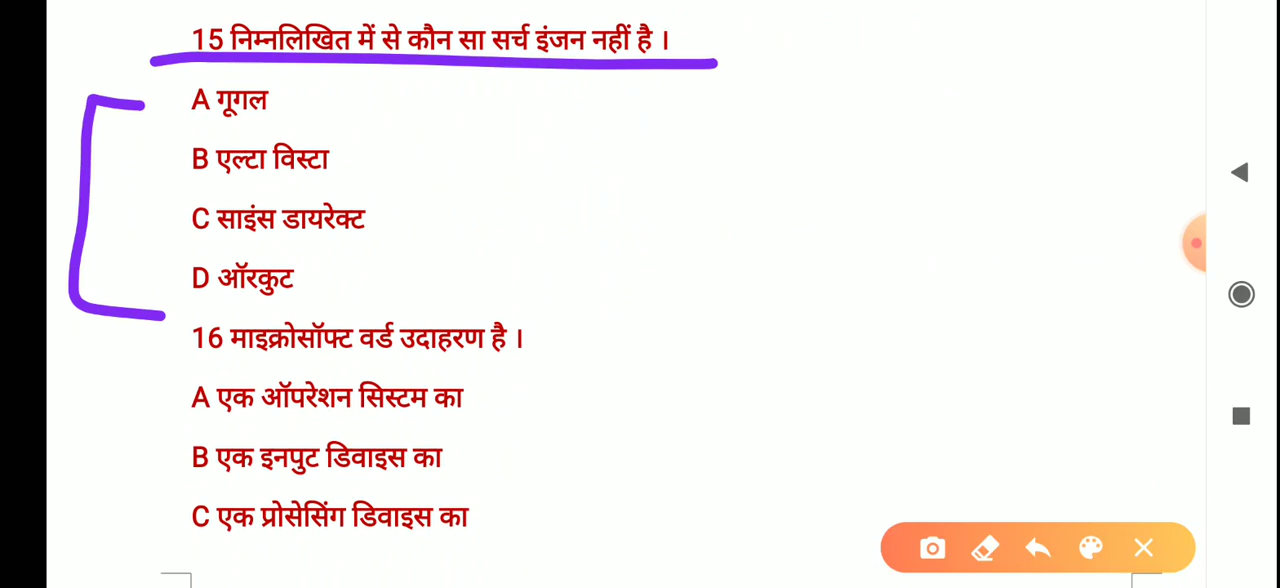 15 निम्नलिखित में से कौन सा सर्च इंजन नहीं है ।
A गूगल
B एल्टा विस्टा
C साइंस डायरेक्ट
D ऑरकुट
16 माइक्रोसॉफ्ट वर्ड उदाहरण है ।
A एक ऑपरेशन सिस्टम का
B एक इनपुट डिवाइस का
C एक प्रोसेसिंग डिवाइस का